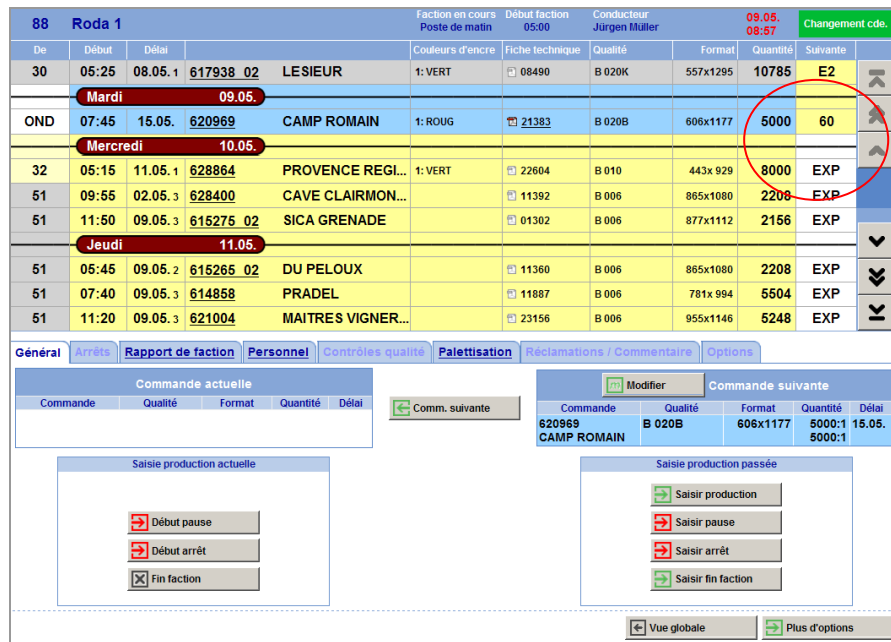 88 Roda 1 Faction en cours Début faction Conducteur 09.05. Changement cde.
Poste de matin 05:00 Jürgen Müller 08:57
De Début Délai Couleurs d'encre Fiche technique Qualité Format Quantité Suivante
30 05:25 08.05. 1 617938 02 LESIEUR 1: VERT 08490 B 020K 557x1295 10785 E2
Mardi 09.05.
OND 07:45 15.05. 620969 CAMP ROMAIN 1: ROUG 21383 B 020B 606x1177 5000 60
Mercredi 10.05.
32 05:15 11.05. 1 628864 PROVENCE REGI... 1: VERT 22604 B 010 443x 929 8000 EXP
51 09:55 02.05. 3 628400 CAVE CLAIRMON... 11392 B 006 865x1080 2208 EXP
51 11:50 09.05. 3 615275 02 SICA GRENADE 01302 B 006 877x1112 2156 EXP
Jeudi 11.05.
51 05:45 09.05. 2 615265 02 DU PELOUX 11360 B 006 865x1080 2208 EXP
51 07:40 09.05. 3 614858 PRADEL 11887 B 006 781x 994 5504 EXP
51 11:20 09.05. 3 621004 MAITRES VIGNER... 23156 B 006 955x1146 5248 EXP
Général Arrêts Rapport de faction Personnel Contrôles qualité Palettisation Réclamations / Commentaire Options
Commande actuelle
Commande Qualité Format Quantité Délai
Comm. suivante
Modifier Commande suivante
Commande Qualité Format Quantité Délai
620969 B 020B 606x1177 5000:1 15.05.
CAMP ROMAIN 5000:1
Saisie production actuelle
Début pause
Début arrêt
Fin faction
Saisie production passée
Saisir production
Saisir pause
Saisir arrêt
Saisir fin faction
Vue globale Plus d'options